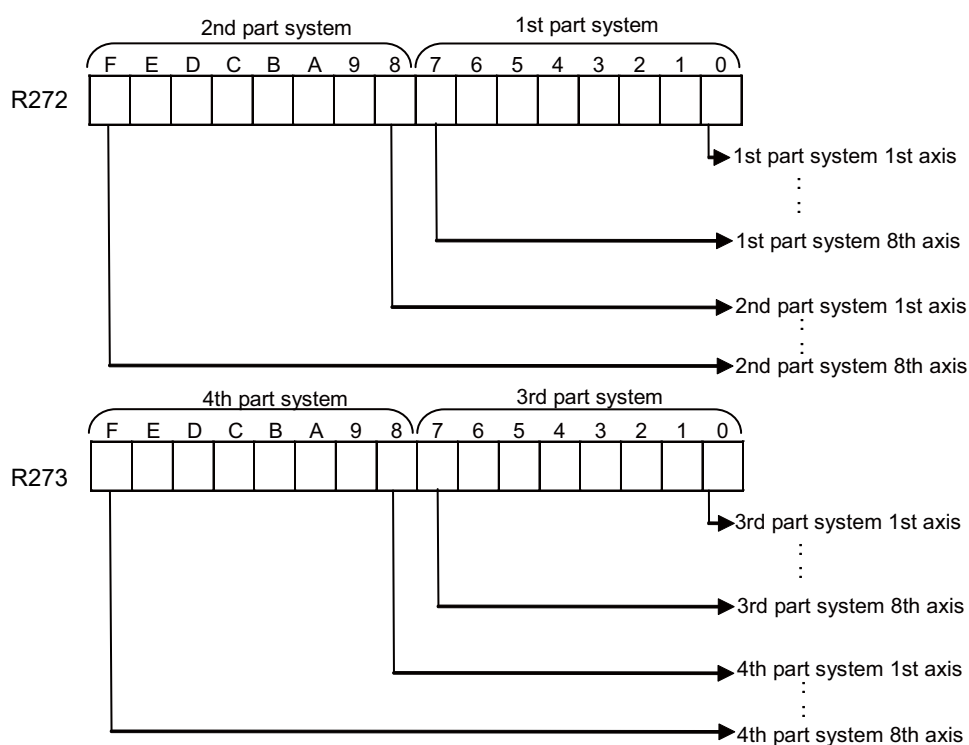 2nd part system 1st part system
F E D C B A 9 8 7 6 5 4 3 2 1 0
R272
1st part system 1st axis
1st part system 8th axis
2nd part system 1st axis
2nd part system 8th axis
4th part system 3rd part system
F E D C B A 9 8 7 6 5 4 3 2 1 0
R273
3rd part system 1st axis
3rd part system 8th axis
4th part system 1st axis
4th part system 8th axis